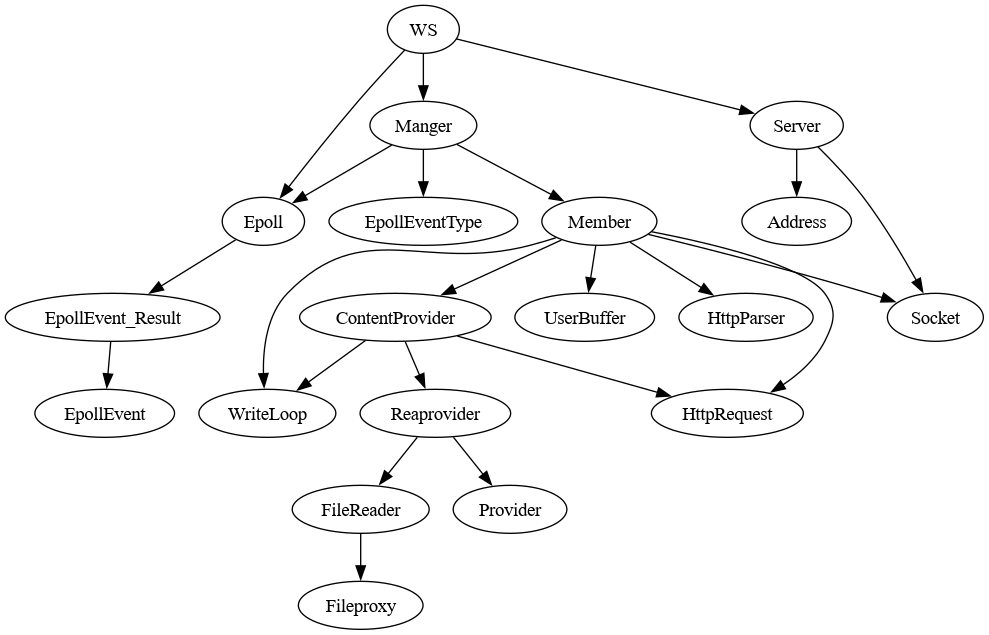 WS
Manger
Server
Epoll
EpollEventType
Member
Address
EpollEvent_Result
ContentProvider
UserBuffer
HttpParser
Socket
EpollEvent
WriteLoop
Reaprovider
HttpRequest
FileReader
Provider
Fileproxy